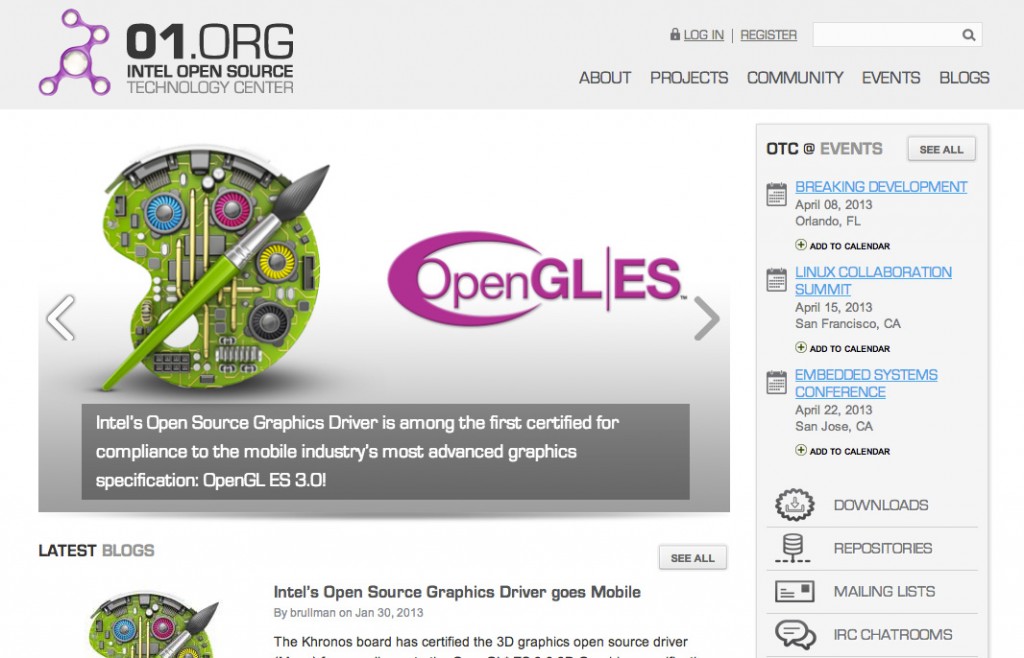 01.ORG
INTEL OPEN SOURCE
TECHNOLOGY CENTER
LOG IN | REGISTER
ABOUT PROJECTS COMMUNITY EVENTS BLOGS
OpenGL|ES™
Intel's Open Source Graphics Driver is among the first certified for
compliance to the mobile industry's most advanced graphics
specification: OpenGL ES 3.0!
LATEST BLOGS
SEE ALL
Intel's Open Source Graphics Driver goes Mobile
By brullman on Jan 30, 2013
The Khronos board has certified the 3D graphics open source driver
OTC @ EVENTS
SEE ALL
BREAKING DEVELOPMENT
April 08, 2013
Orlando, FL
ADD TO CALENDAR
LINUX COLLABORATION
SUMMIT
April 15, 2013
San Francisco, CA
ADD TO CALENDAR
EMBEDDED SYSTEMS
CONFERENCE
April 22, 2013
San Jose, CA
ADD TO CALENDAR
DOWNLOADS
REPOSITORIES
MAILING LISTS
IRC CHATROOMS